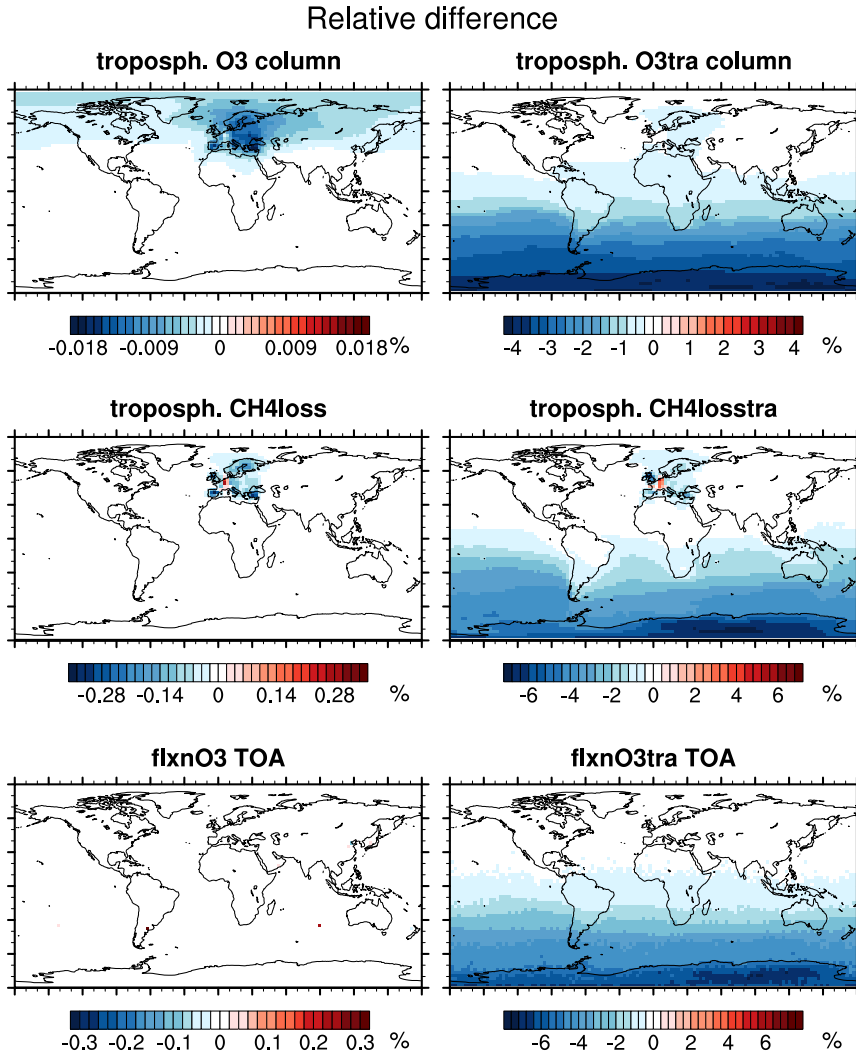 Relative difference
troposph. O3 column
troposph. O3tra column
-0.018 -0.009 0 0.009 0.018 %
-4 -3 -2 -1 0 1 2 3 4 %
troposph. CH4loss
troposph. CH4losstra
-0.28 -0.14 0 0.14 0.28 %
-6 -4 -2 0 2 4 6 %
flxnO3 TOA
flxnO3tra TOA
-0.3 -0.2 -0.1 0 0.1 0.2 0.3 %
-6 -4 -2 0 2 4 6 %